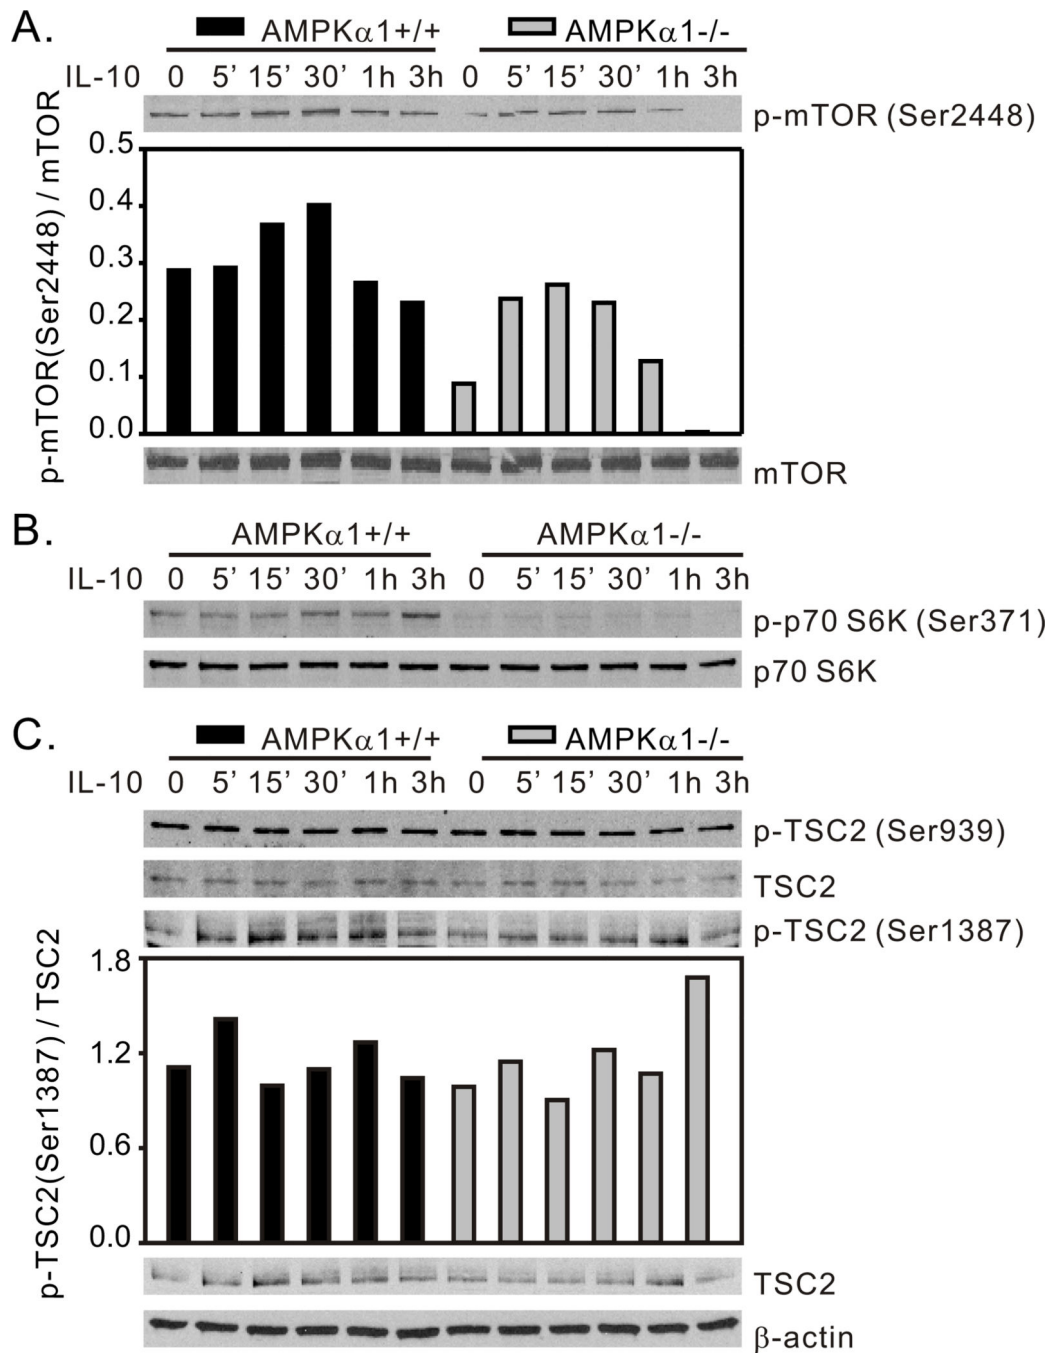 A.
AMPKα1+/+ AMPKα1-/-
IL-10 0 5' 15' 30' 1h 3h 0 5' 15' 30' 1h 3h
p-mTOR (Ser2448)
p-mTOR(Ser2448) / mTOR
0.5
0.4
0.3
0.2
0.1
0.0
mTOR
B.
AMPKα1+/+ AMPKα1-/-
IL-10 0 5' 15' 30' 1h 3h 0 5' 15' 30' 1h 3h
p-p70 S6K (Ser371)
p70 S6K
C.
AMPKα1+/+ AMPKα1-/-
IL-10 0 5' 15' 30' 1h 3h 0 5' 15' 30' 1h 3h
p-TSC2 (Ser939)
TSC2
p-TSC2 (Ser1387)
p-TSC2(Ser1387) / TSC2
1.8
1.2
0.6
0.0
TSC2
β-actin